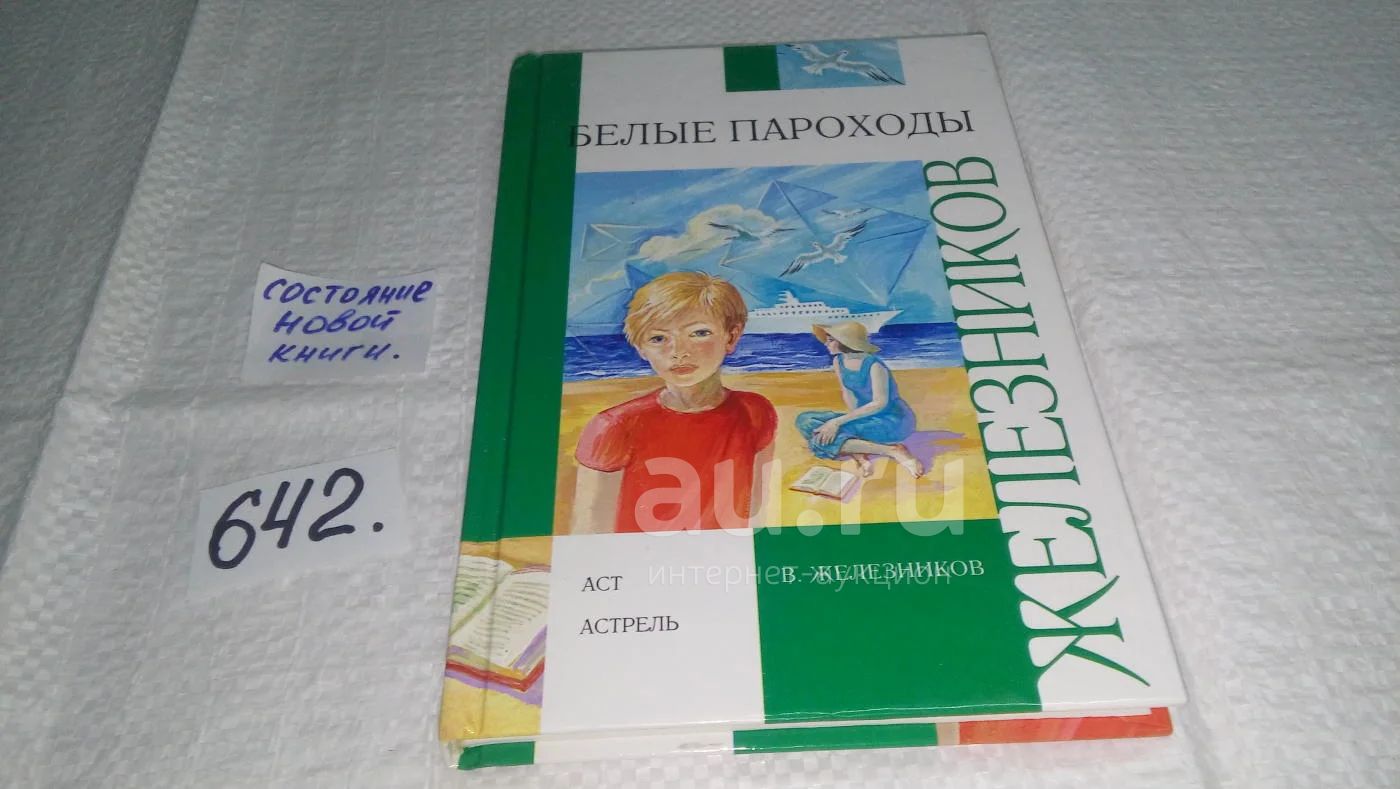 БЕЛЫЕ ПАРОХОДЫ
ЖЕЛЕЗНИКОВ
СОСТОЯНИЕ
НОВОЙ
КНИГИ.
642.
au.ru
интернет-аукцион
В. ЖЕЛЕЗНИКОВ
АСТ
АСТРЕЛЬ